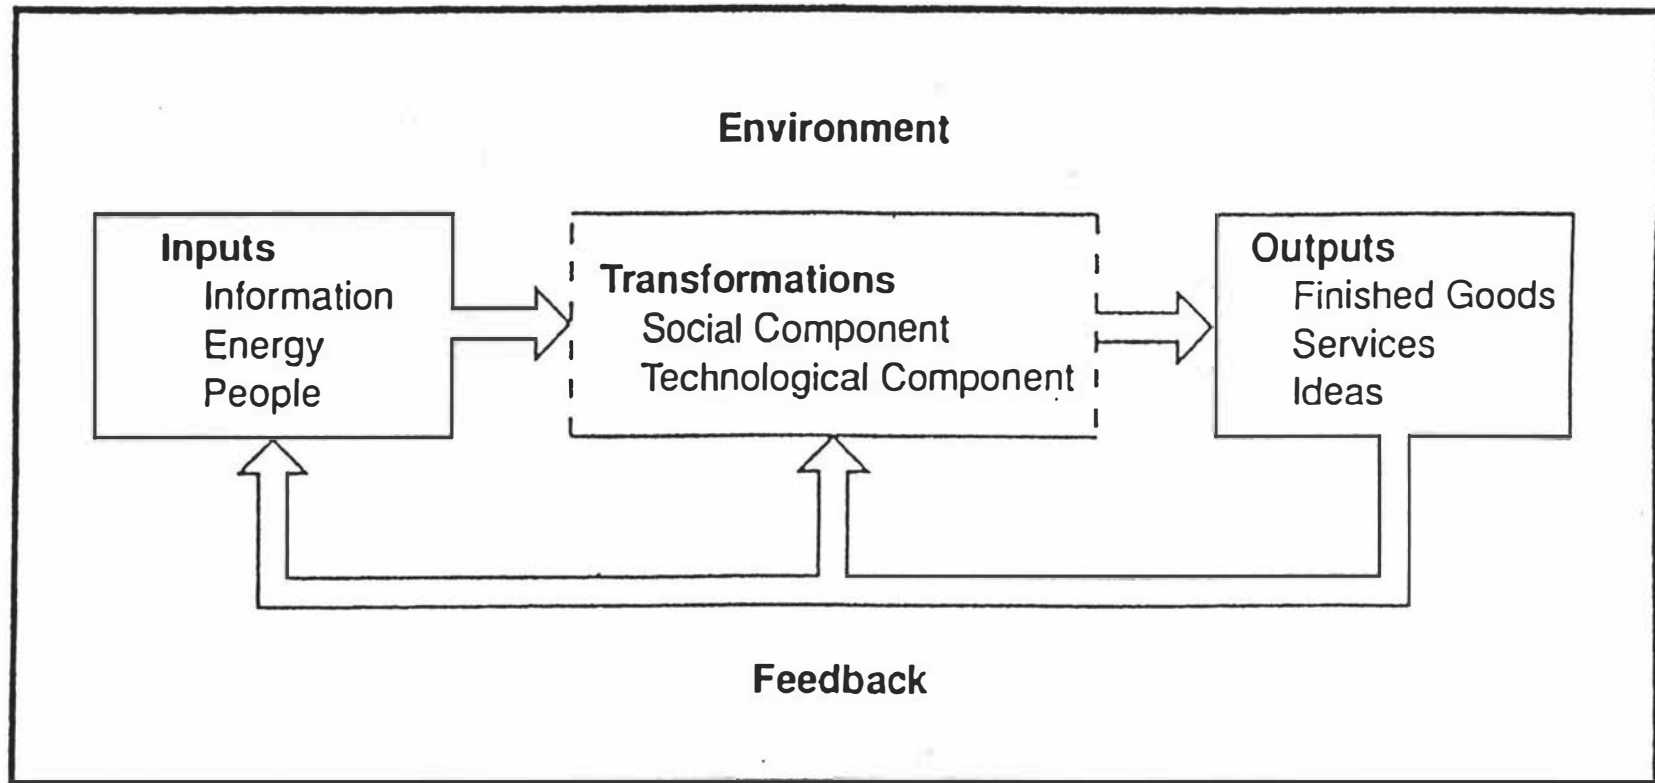 Environment
Inputs
Information
Energy
People
Transformations
Social Component
Technological Component
Outputs
Finished Goods
Services
Ideas
Feedback